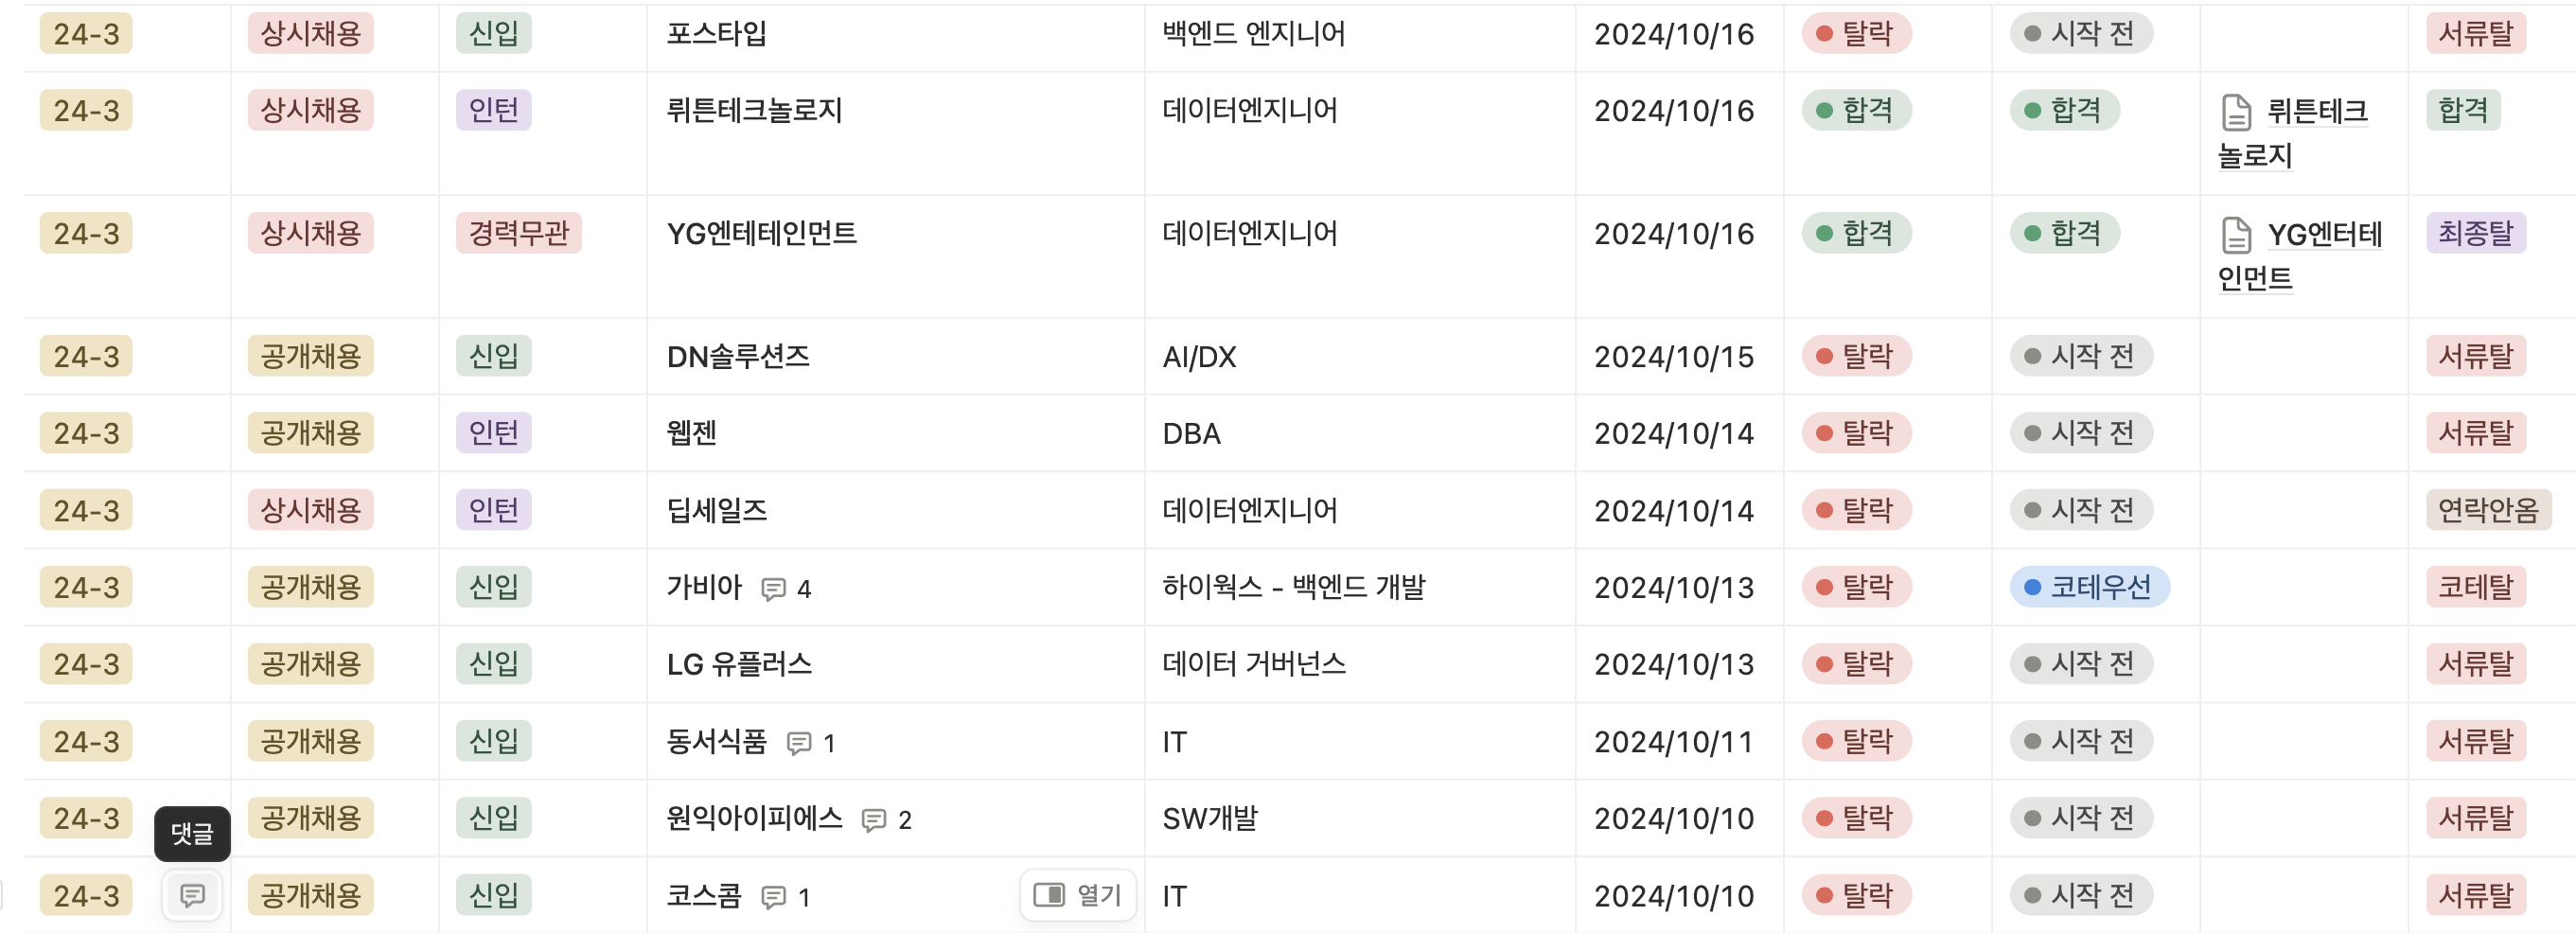 24-3 상시채용 신입 포스타입 백엔드 엔지니어 2024/10/16 탈락 시작 전 서류탈
24-3 상시채용 인턴 뤼튼테크놀로지 데이터엔지니어 2024/10/16 합격 합격 뤼튼테크 합격
놀로지
24-3 상시채용 경력무관 YG엔테테인먼트 데이터엔지니어 2024/10/16 합격 합격 YG엔터테 최종탈
인먼트
24-3 공개채용 신입 DN솔루션즈 AI/DX 2024/10/15 탈락 시작 전 서류탈
24-3 공개채용 인턴 웹젠 DBA 2024/10/14 탈락 시작 전 서류탈
24-3 상시채용 인턴 딥세일즈 데이터엔지니어 2024/10/14 탈락 시작 전 연락안옴
24-3 공개채용 신입 가비아 4 하이웍스 - 백엔드 개발 2024/10/13 탈락 코테우선 코테탈
24-3 공개채용 신입 LG 유플러스 데이터 거버넌스 2024/10/13 탈락 시작 전 서류탈
24-3 공개채용 신입 동서식품 1 IT 2024/10/11 탈락 시작 전 서류탈
24-3 공개채용 신입 원익아이피에스 2 SW개발 2024/10/10 탈락 시작 전 서류탈
댓글
24-3 공개채용 신입 코스콤 1 열기 IT 2024/10/10 탈락 시작 전 서류탈